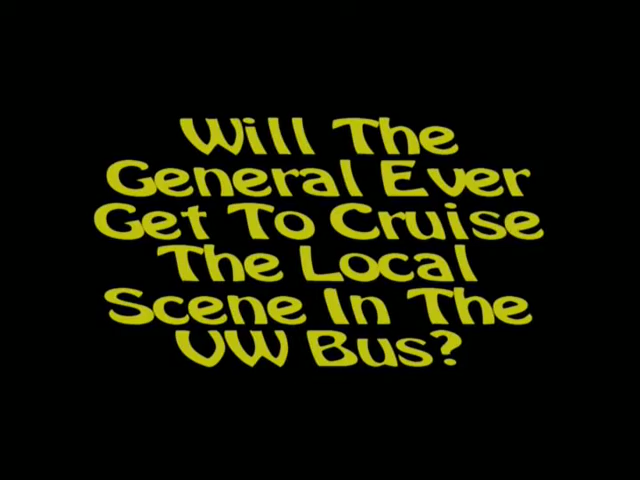 Will The
General Ever
Get To Cruise
The Local
Scene In The
VW Bus?